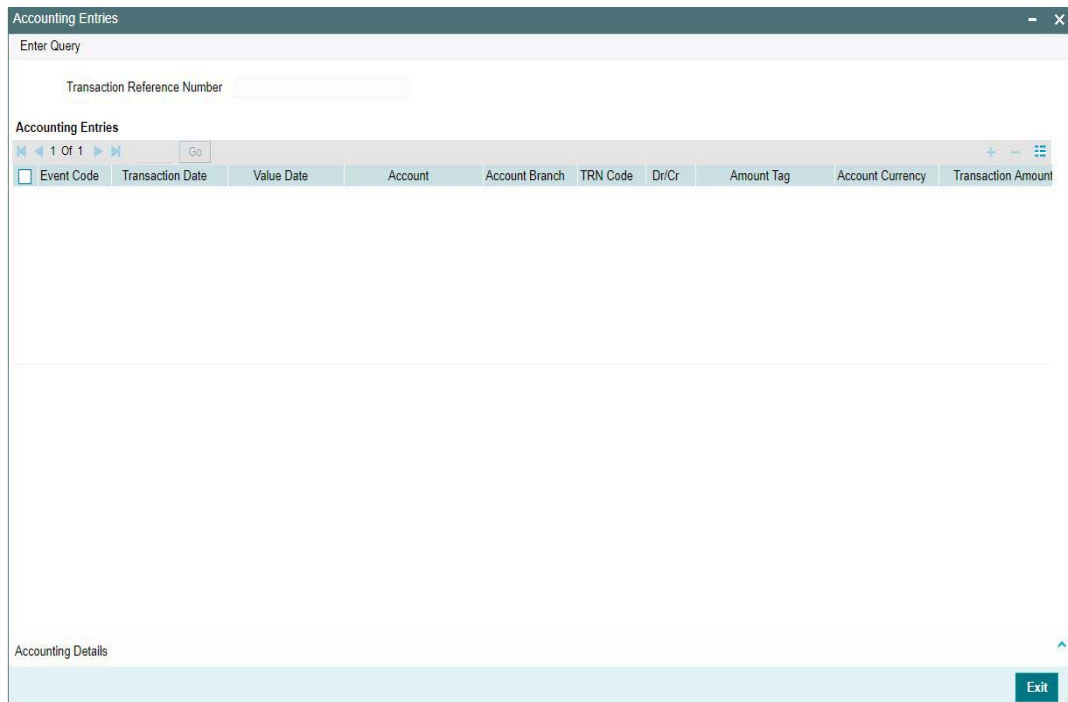 Accounting Entries
Enter Query
Transaction Reference Number
Accounting Entries
1 Of 1 Go
Event Code Transaction Date Value Date Account Account Branch TRN Code Dr/Cr Amount Tag Account Currency Transaction Amount
Accounting Details
Exit